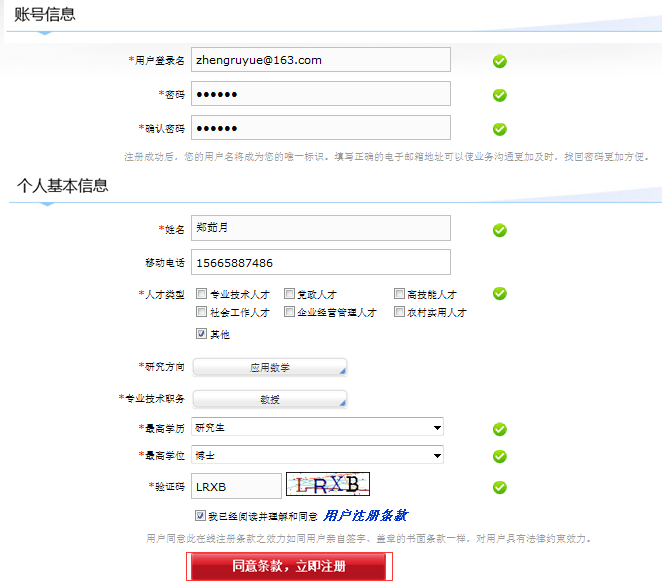 账号信息
*用户登录名 zhengruyue@163.com
*密码 ●●●●●●
*确认密码 ●●●●●●
注册成功后，您的用户名将成为您的唯一标识。填写正确的电子邮箱地址可以使业务沟通更加及时，找回密码更加方便。
个人基本信息
*姓名 郑茹月
移动电话 15665887486
*人才类型 专业技术人才 党政人才 高技能人才
社会工作人才 企业经营管理人才 农村实用人才
其他
*研究方向 应用数学
*专业技术职务 教授
*最高学历 研究生
*最高学位 博士
*验证码 LRXB LRXB
我已经阅读并理解和同意 用户注册条款
用户同意此在线注册条款之效力如同用户亲自签字、盖章的书面条款一样，对用户具有法律约束效力。
同意条款，立即注册